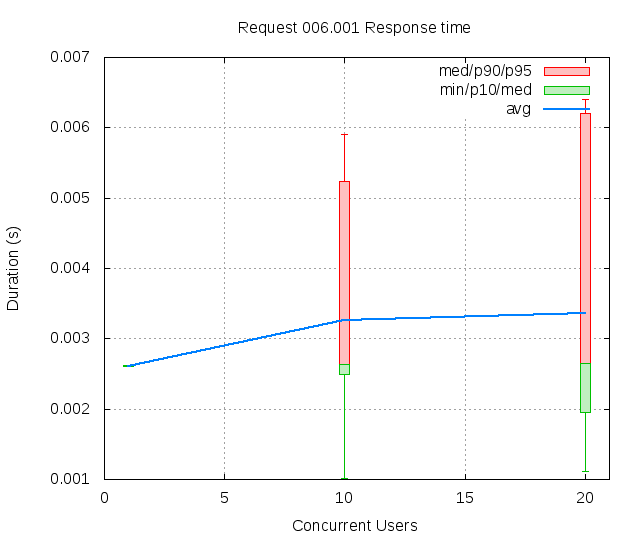 Request 006.001 Response time
0.007
0.006
0.005
0.004
0.003
0.002
0.001
Duration (s)
med/p90/p95
min/p10/med
avg
0 5 10 15 20
Concurrent Users